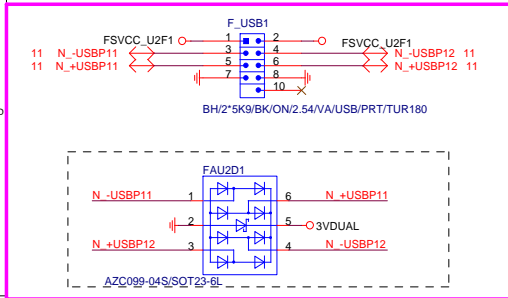 F_USB1
FSVCC_U2F1 1 2 FSVCC_U2F1
11 N_-USBP11 3 4 N_-USBP12 11
11 N_+USBP11 5 6 N_+USBP12 11
7 8
10
BH/2*5K9/BK/ON/2.54/VA/USB/PRT/TUR180
FAU2D1
N_-USBP11 1 6 N_+USBP11
2 5 3VDUAL
N_+USBP12 3 4 N_-USBP12
AZC099-04S/SOT23-6L